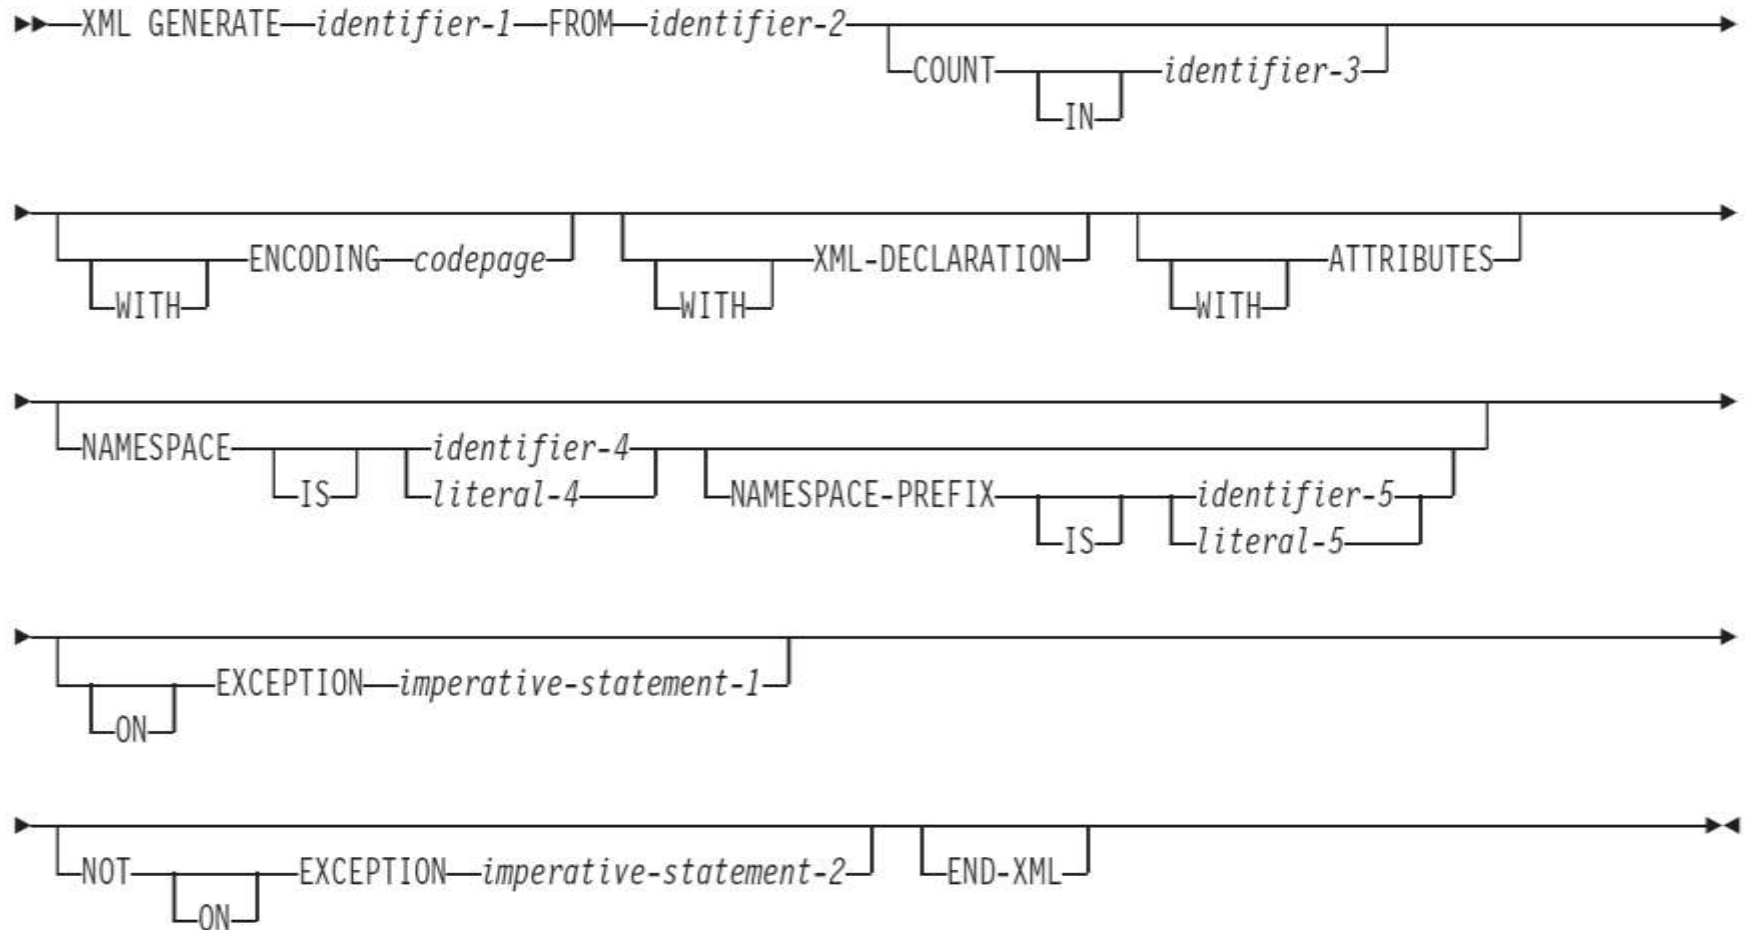 XML GENERATE identifier-1 FROM identifier-2
COUNT identifier-3
IN
ENCODING codepage XML-DECLARATION ATTRIBUTES
WITH WITH WITH
NAMESPACE identifier-4
IS literal-4 NAMESPACE-PREFIX identifier-5
IS literal-5
EXCEPTION imperative-statement-1
ON
NOT EXCEPTION imperative-statement-2 END-XML
ON